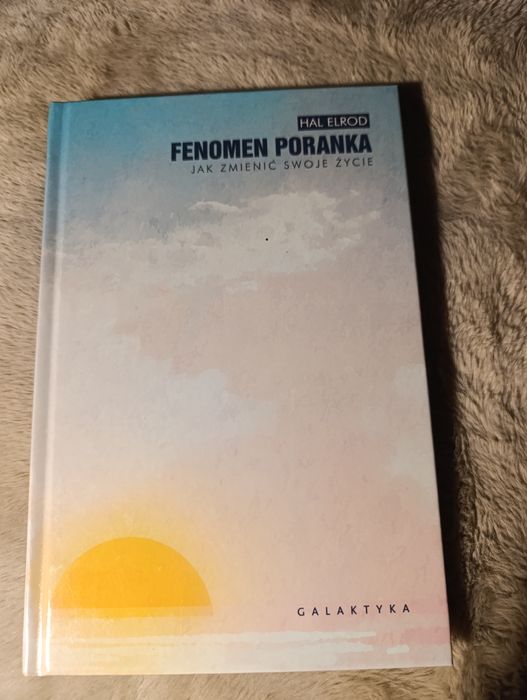 HAL ELROD
FENOMEN PORANKA
JAK ZMIENIĆ SWOJE ŻYCIE
GALAKTYKA